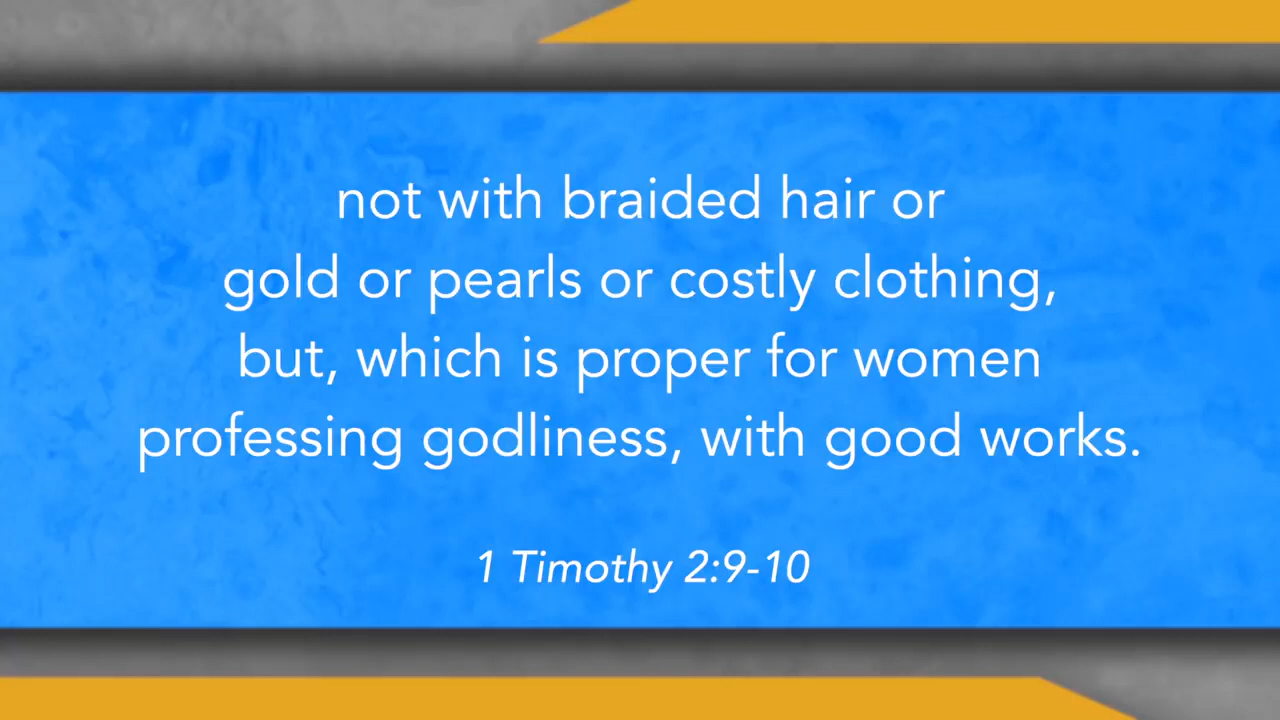 not with braided hair or
gold or pearls or costly clothing,
but, which is proper for women
professing godliness, with good works.
1 Timothy 2:9-10